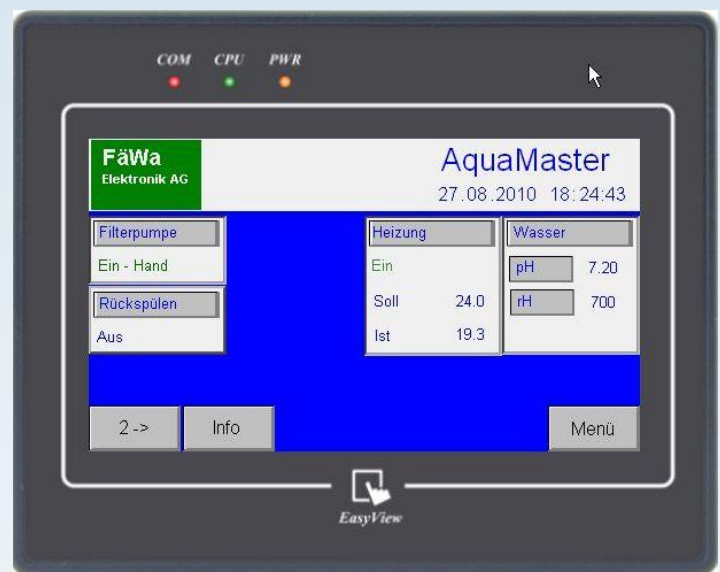 COM CPU PWR
FäWa
Elektronik AG
AquaMaster
27.08.2010 18:24:43
Filterpumpe
Ein - Hand
Rückspülen
Aus
Heizung
Ein
Soll 24.0
Ist 19.3
Wasser
pH 7.20
rH 700
2 ->
Info
Menü
EasyView